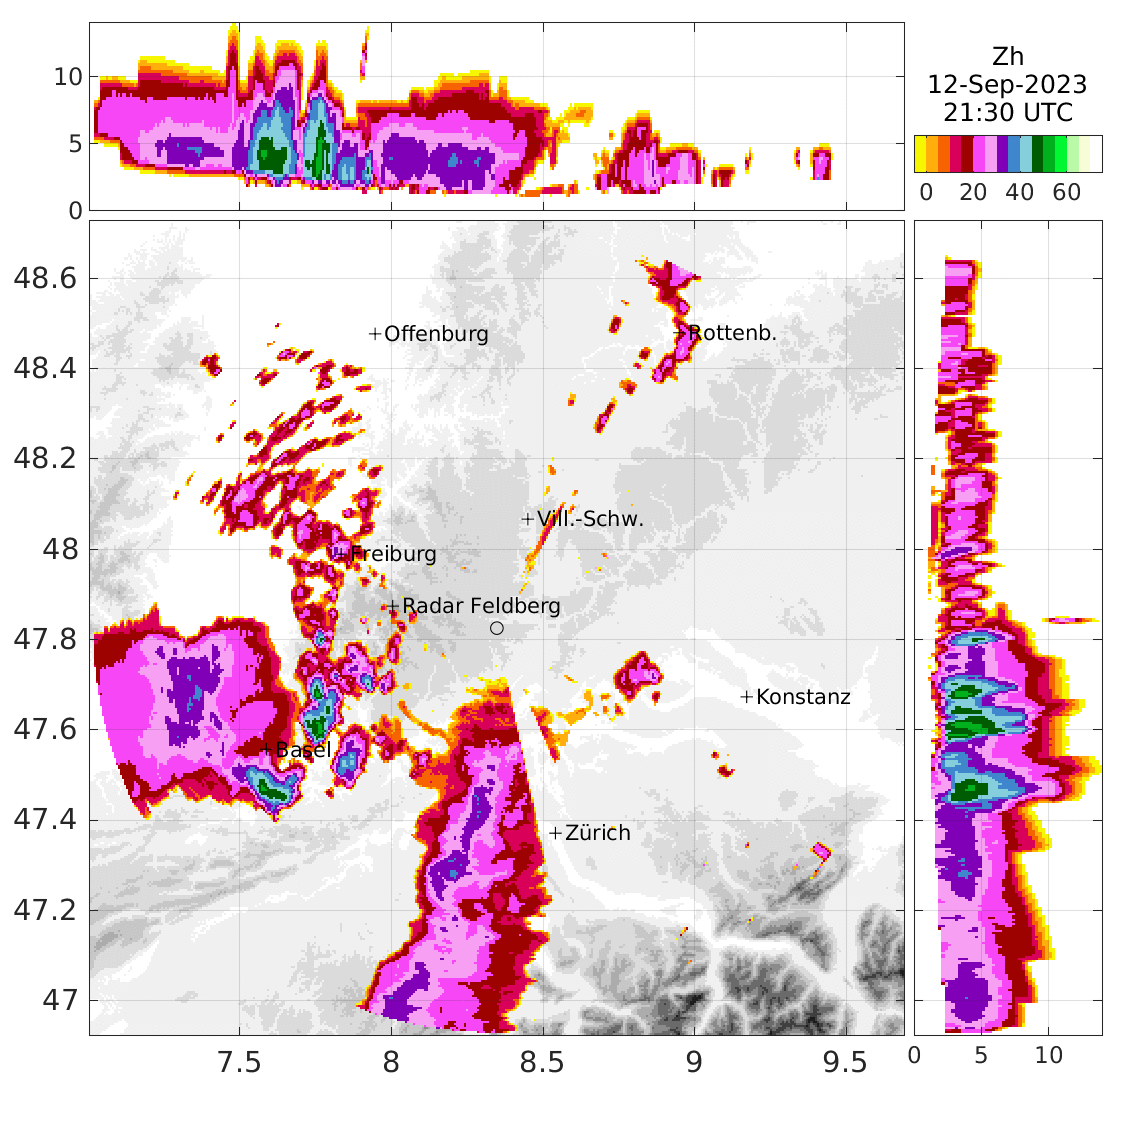 10
5
0
Zh
12-Sep-2023
21:30 UTC
0 20 40 60
48.6
48.4
48.2
48
47.8
47.6
47.4
47.2
47
Offenburg
Rottenb.
Vill.-Schw.
Freiburg
Radar Feldberg
Konstanz
Basel
Zürich
7.5 8 8.5 9 9.5
0 5 10